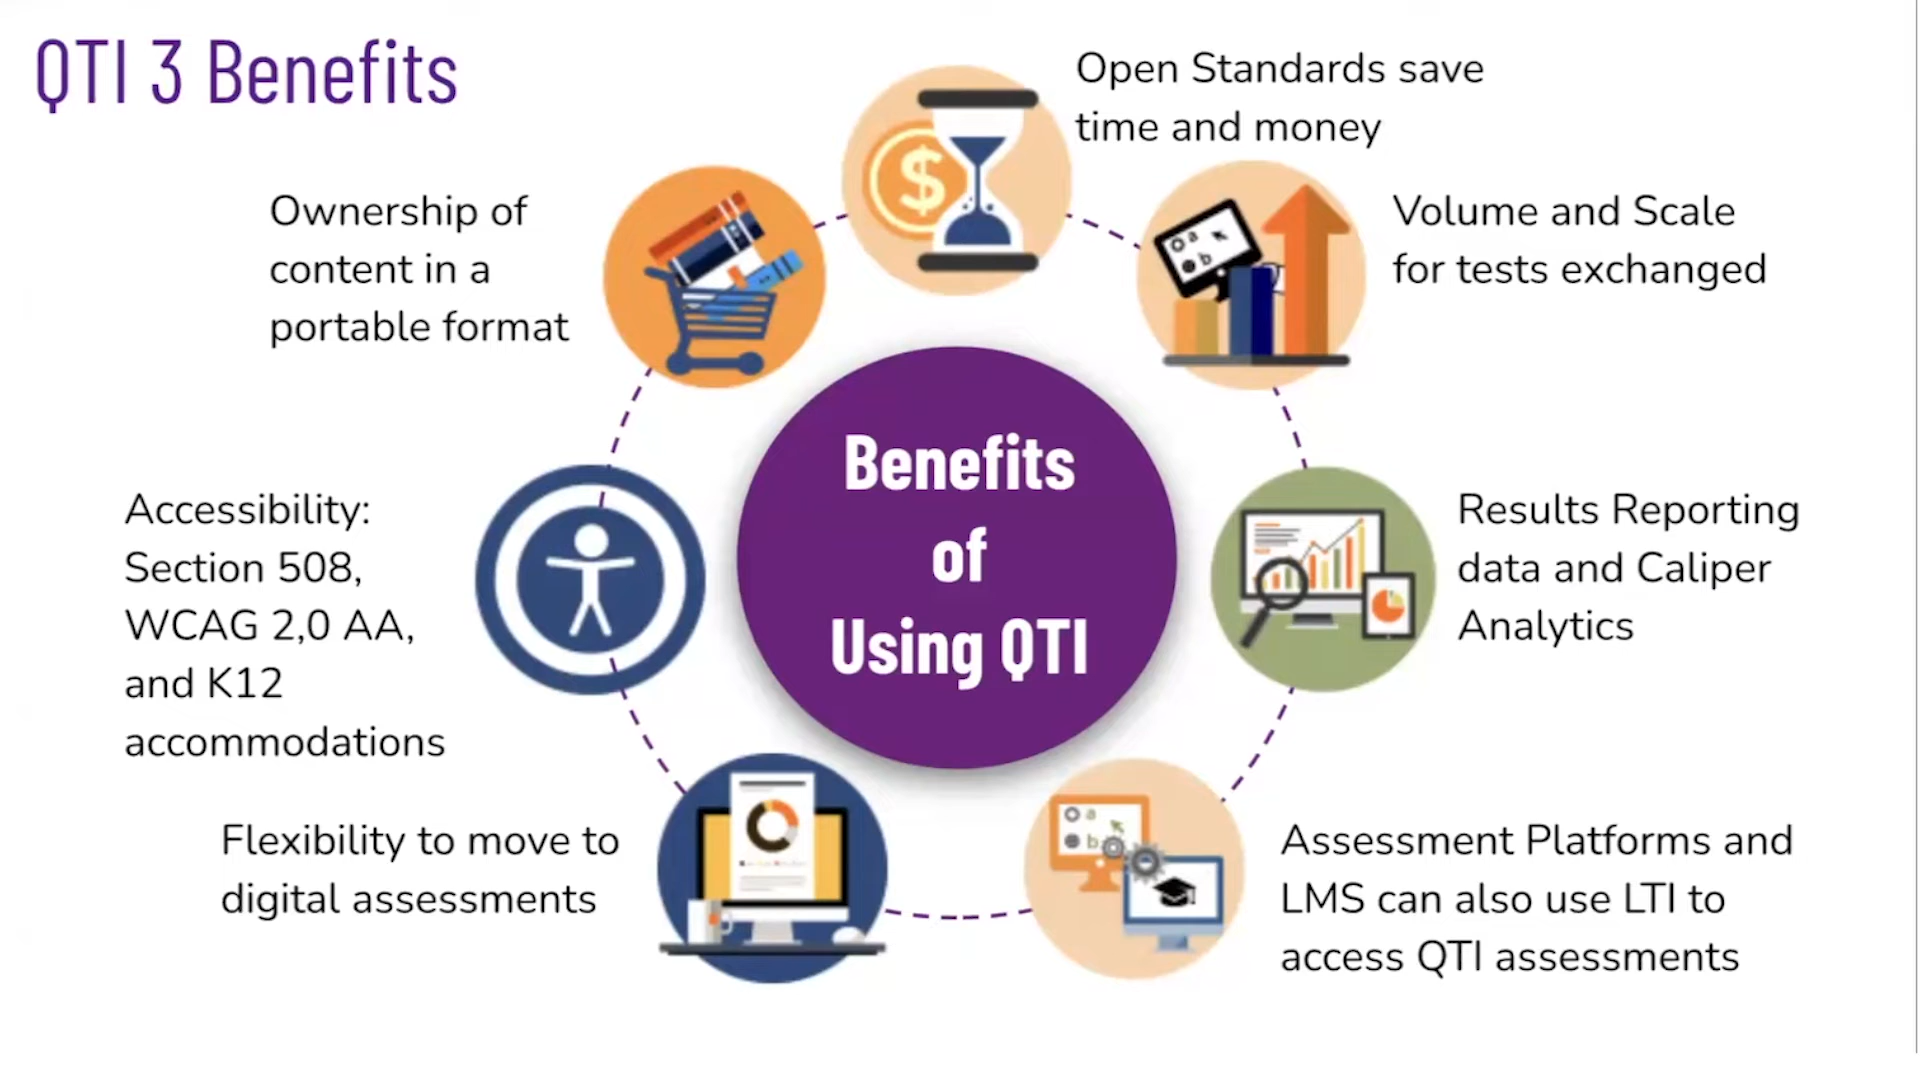 QTI 3 Benefits
Open Standards save
time and money
Volume and Scale
for tests exchanged
Results Reporting
data and Caliper
Analytics
Assessment Platforms and
LMS can also use LTI to
access QTI assessments
Flexibility to move to
digital assessments
Accessibility:
Section 508,
WCAG 2,0 AA,
and K12
accommodations
Ownership of
content in a
portable format
Benefits
of
Using QTI
$
a
b
a
b